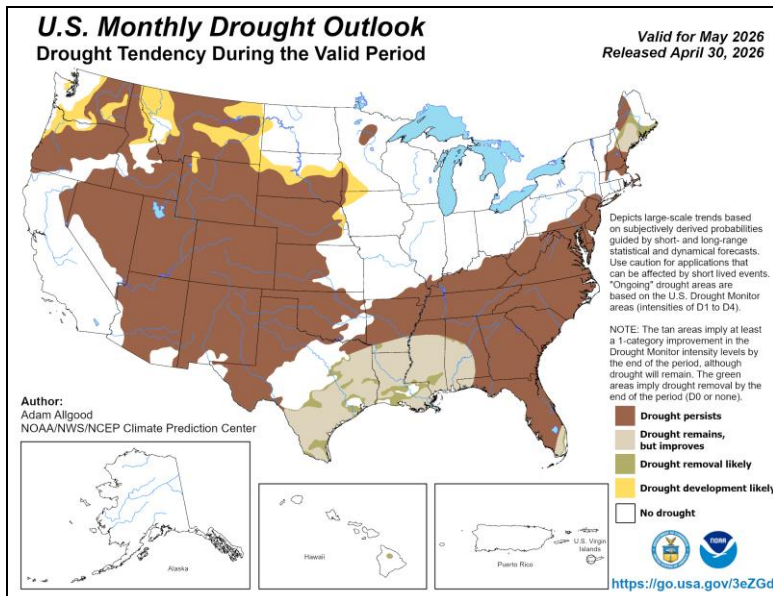 U.S. Monthly Drought Outlook
Drought Tendency During the Valid Period
Valid for May 2026
Released April 30, 2026
Depicts large-scale trends based
on subjectively derived probabilities
guided by short- and long-range
statistical and dynamical forecasts.
Use caution for applications that
can be affected by short lived events.
"Ongoing" drought areas are
based on the U.S. Drought Monitor
areas (intensities of D1 to D4).
NOTE: The tan areas imply at least
a 1-category improvement in the
Drought Monitor intensity levels by
the end of the period, although
drought will remain. The green
areas imply drought removal by the
end of the period (D0 or none).
Author:
Adam Allgood
NOAA/NWS/NCEP Climate Prediction Center
Drought persists
Drought remains,
but improves
Drought removal likely
Drought development likely
No drought
Alaska
Hawaii
Puerto Rico
U.S. Virgin
Islands
NOAA
https://go.usa.gov/3eZGd